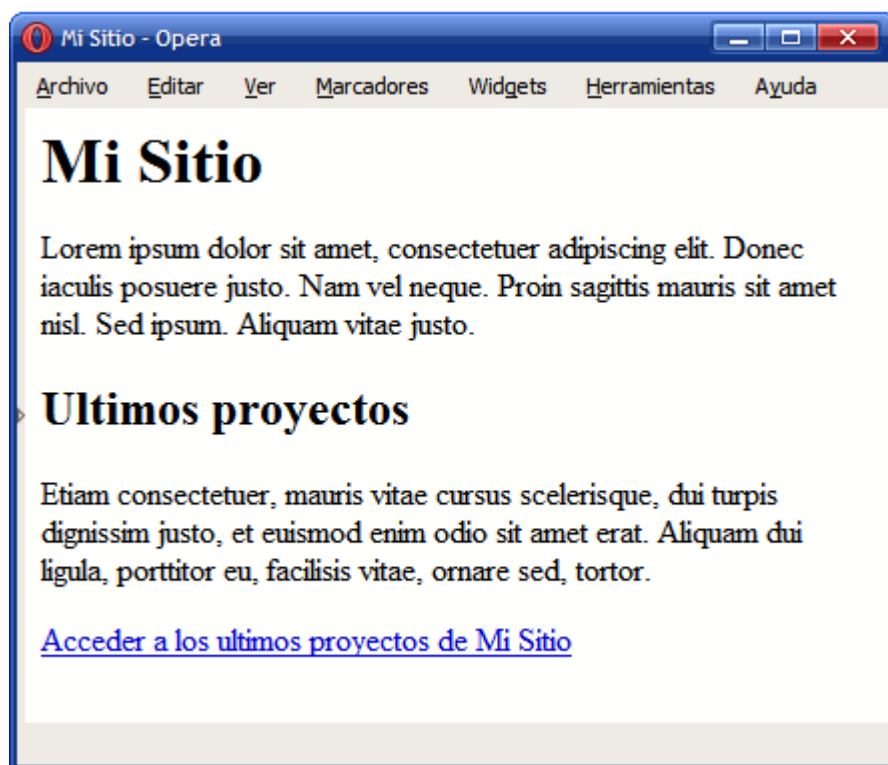 Mi Sitio - Opera
Archivo Editar Ver Marcadores Widgets Herramientas Ayuda
Mi Sitio
Lorem ipsum dolor sit amet, consectetuer adipiscing elit. Donec
iaculis posuere justo. Nam vel neque. Proin sagittis mauris sit amet
nisl. Sed ipsum. Aliquam vitae justo.
Ultimos proyectos
Etiam consectetuer, mauris vitae cursus scelerisque, dui turpis
dignissim justo, et euismod enim odio sit amet erat. Aliquam dui
ligula, porttitor eu, facilisis vitae, ornare sed, tortor.
Acceder a los ultimos proyectos de Mi Sitio